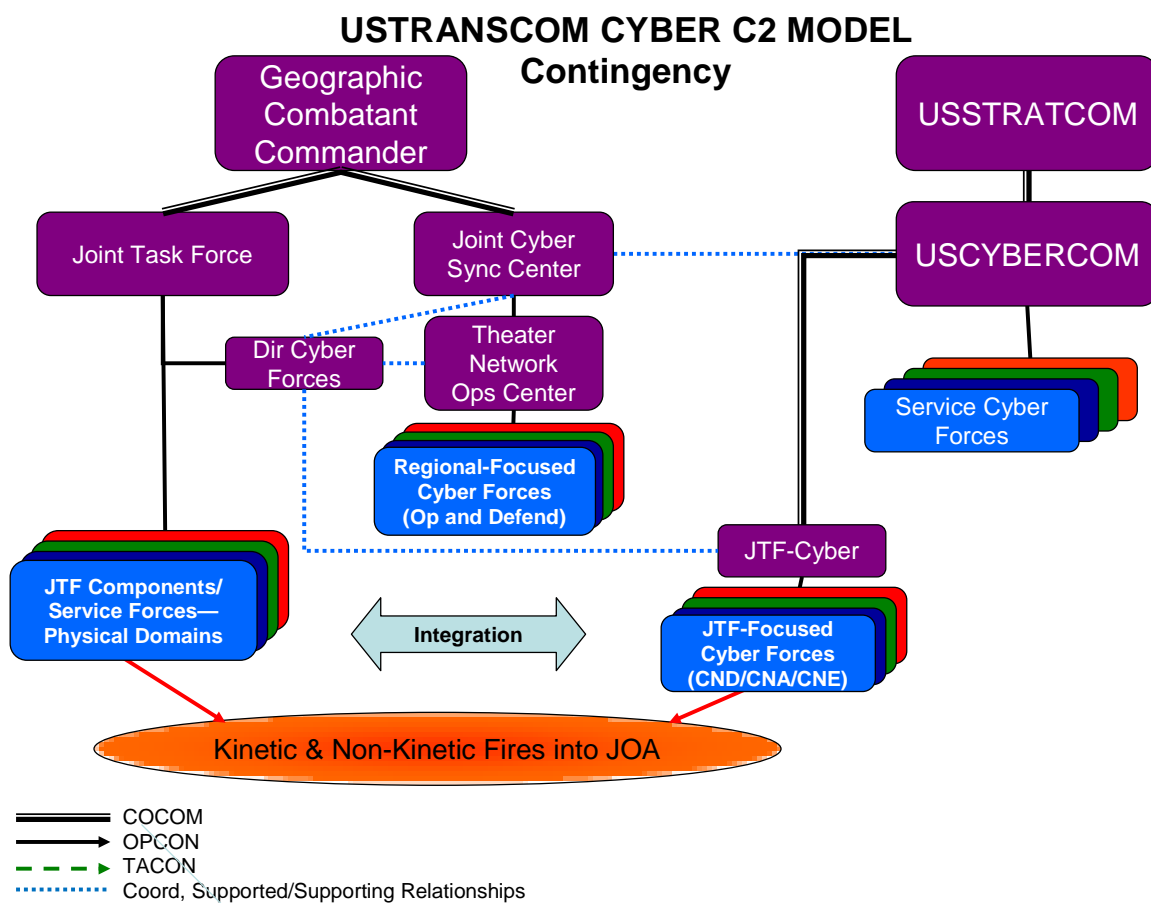 USTRANSCOM CYBER C2 MODEL
Contingency
Geographic
Combatant
Commander
USSTRATCOM
Joint Task Force
Joint Cyber
Sync Center
USCYBERCOM
Dir Cyber
Forces
Theater
Network
Ops Center
Service Cyber
Forces
Regional-Focused
Cyber Forces
(Op and Defend)
JTF-Cyber
JTF Components/
Service Forces—
Physical Domains
Integration
JTF-Focused
Cyber Forces
(CND/CNA/CNE)
Kinetic & Non-Kinetic Fires into JOA
COCOM
OPCON
TACON
Coord, Supported/Supporting Relationships